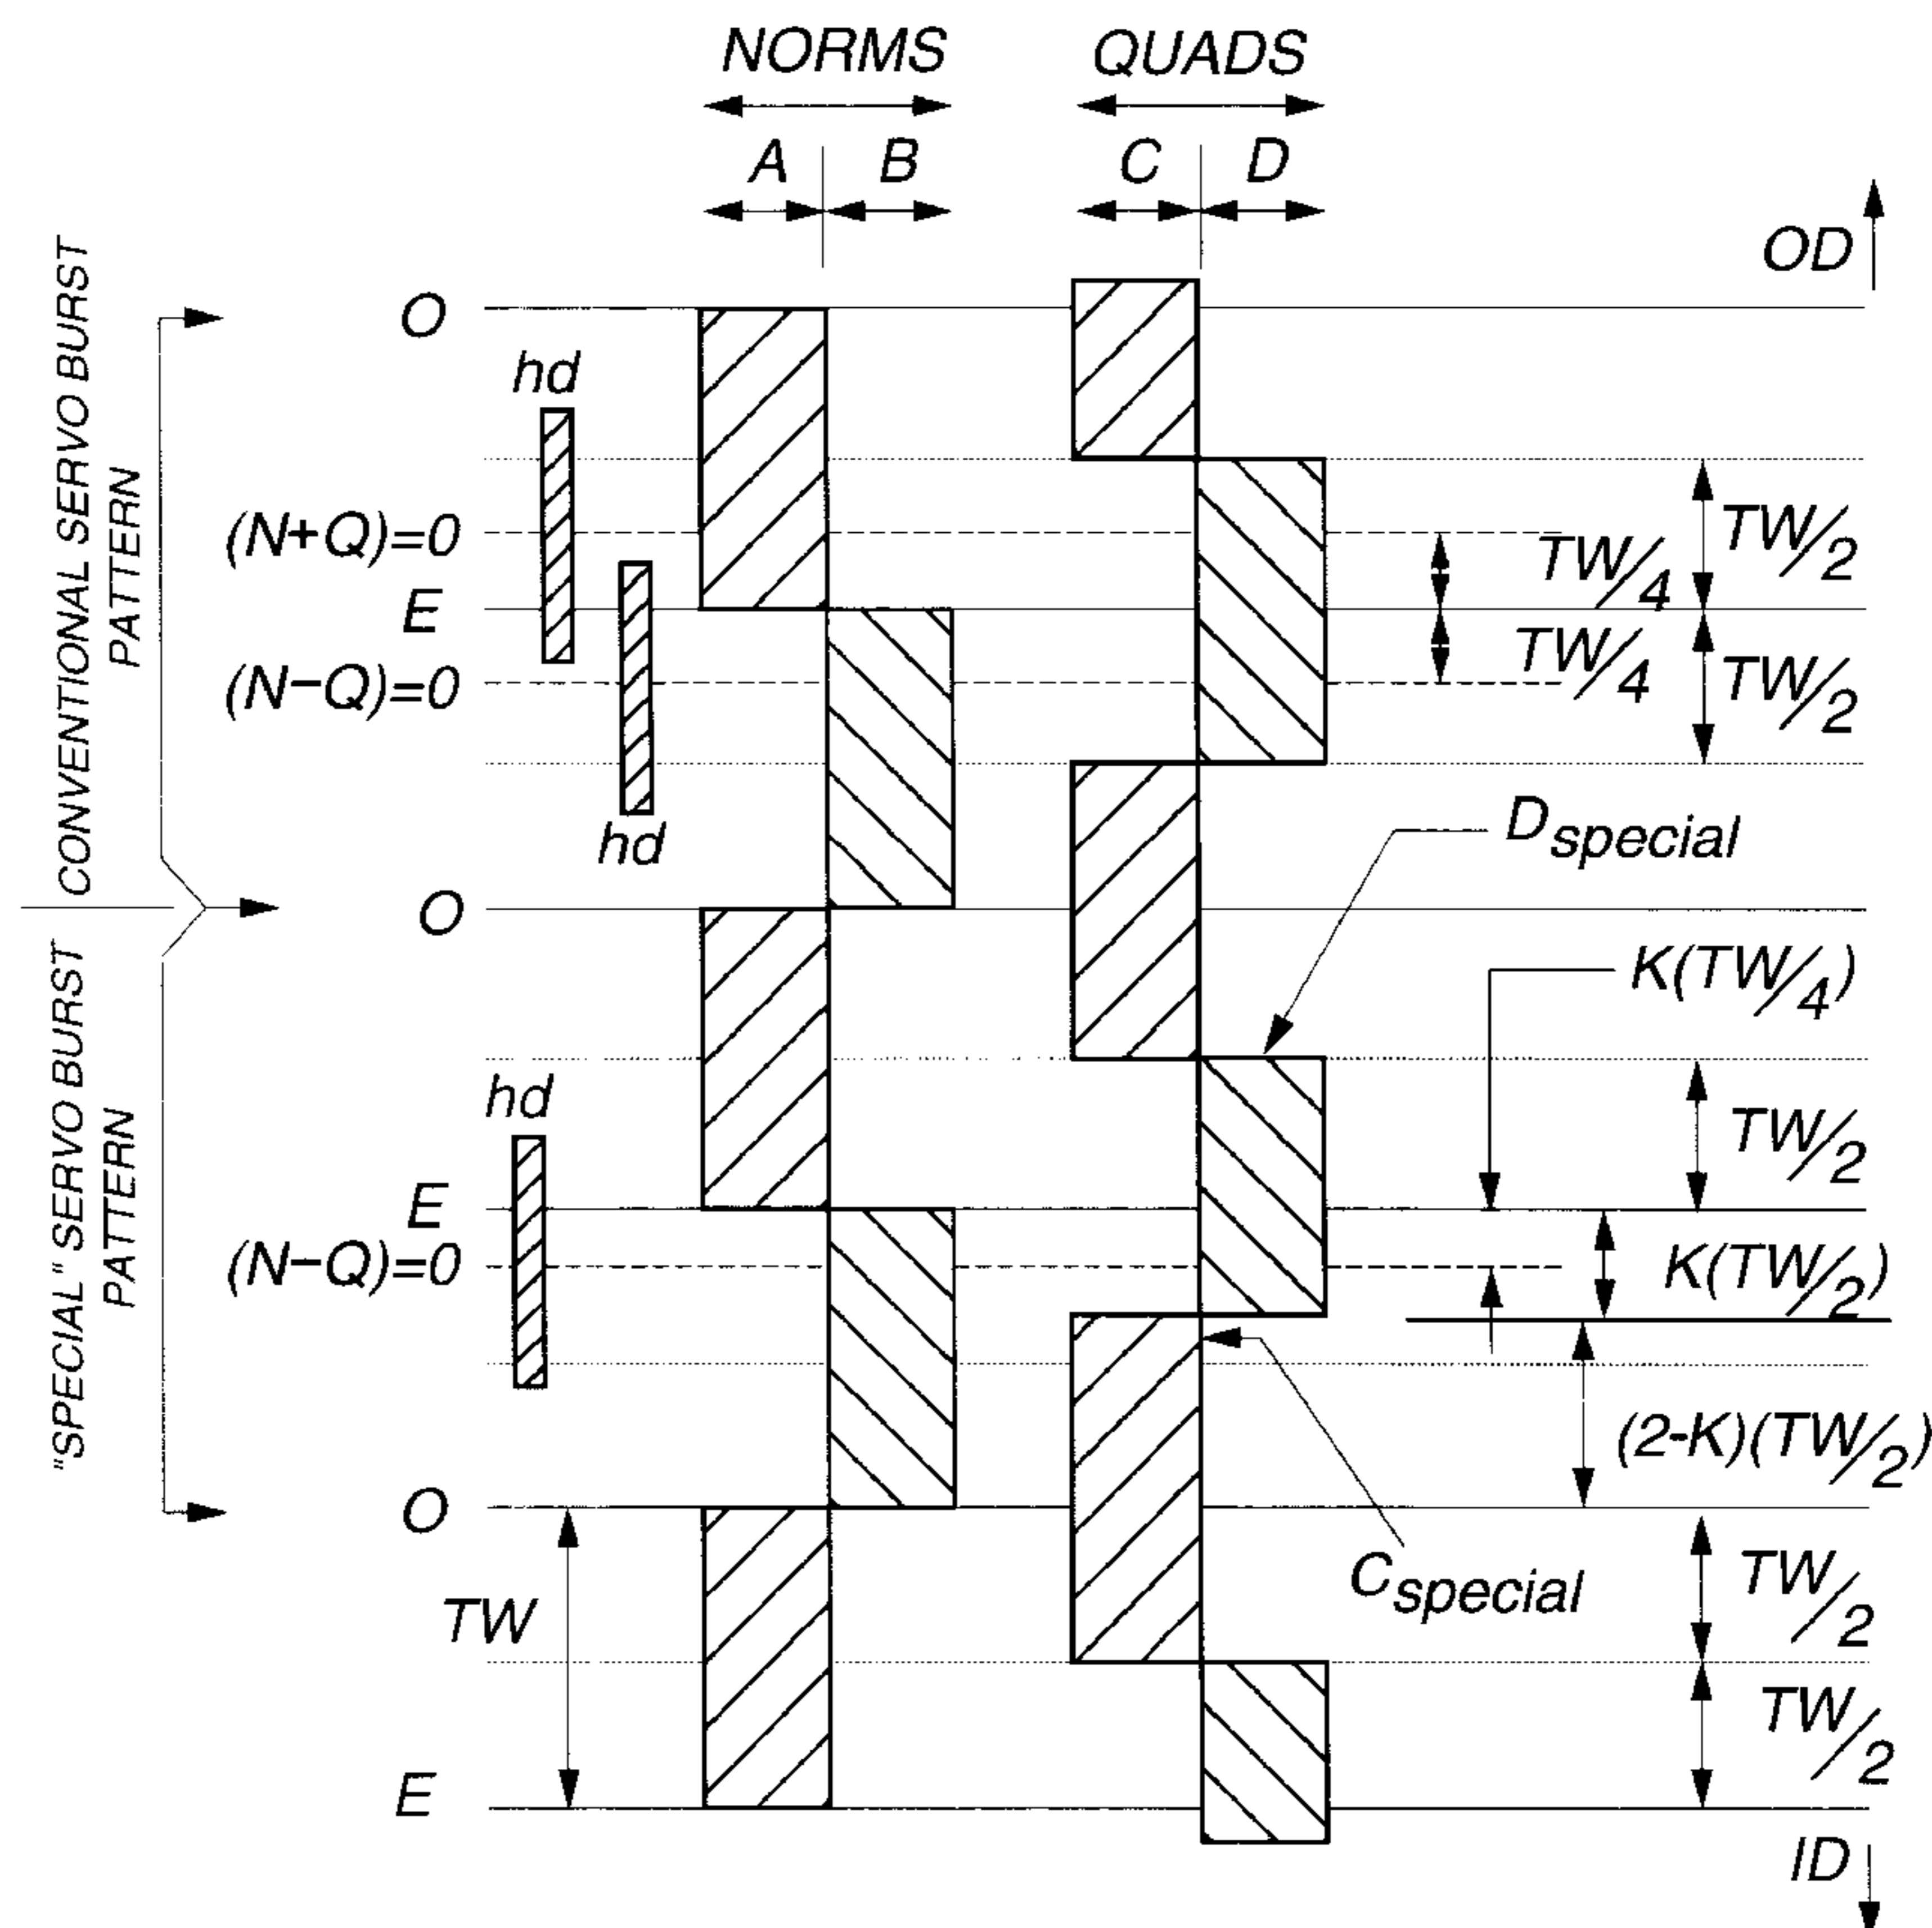 NORMS QUADS
A B C D
OD
CONVENTIONAL SERVO BURST
PATTERN
"SPECIAL" SERVO BURST
PATTERN
O
hd
(N+Q)=0
TW/4
TW/2
E
(N−Q)=0
TW/4
TW/2
hd
Dspecial
O
K(TW/4)
hd
TW/2
E
(N−Q)=0
K(TW/2)
(2-K)(TW/2)
O
Cspecial
TW
TW/2
TW/2
E
ID